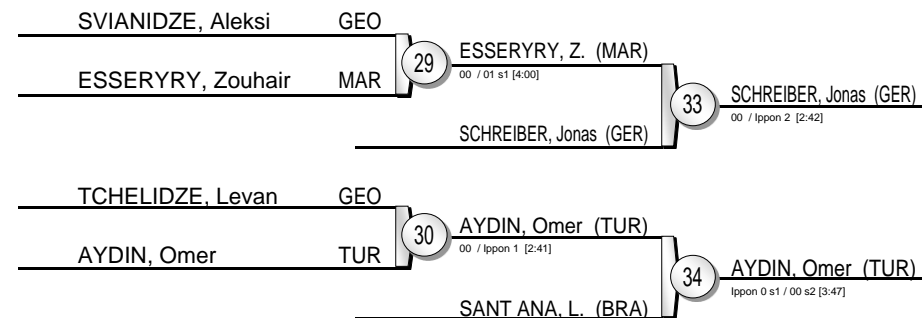 SVIANIDZE, Aleksi GEO
29
ESSERYRY, Z. (MAR)
00 / 01 s1 [4:00]
ESSERYRY, Zouhair MAR
33
SCHREIBER, Jonas (GER)
00 / Ippon 2 [2:42]
SCHREIBER, Jonas (GER)
TCHELIDZE, Levan GEO
30
AYDIN, Omer (TUR)
00 / Ippon 1 [2:41]
AYDIN, Omer TUR
34
AYDIN, Omer (TUR)
Ippon 0 s1 / 00 s2 [3:47]
SANT ANA, L. (BRA)